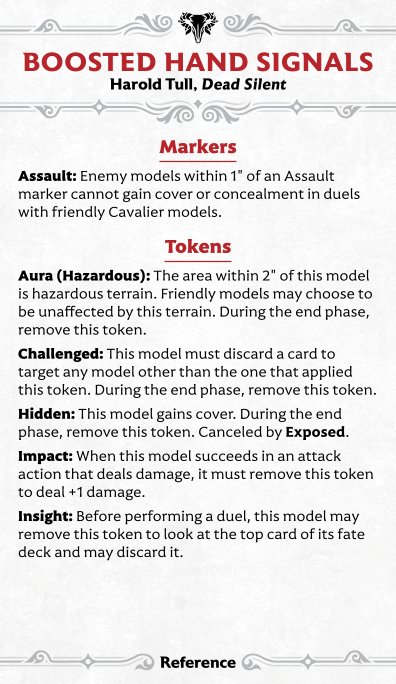 BOOSTED HAND SIGNALS
Harold Tull, Dead Silent
Markers
Assault: Enemy models within 1" of an Assault
marker cannot gain cover or concealment in duels
with friendly Cavalier models.
Tokens
Aura (Hazardous): The area within 2" of this model
is hazardous terrain. Friendly models may choose to
be unaffected by this terrain. During the end phase,
remove this token.
Challenged: This model must discard a card to
target any model other than the one that applied
this token. During the end phase, remove this token.
Hidden: This model gains cover. During the end
phase, remove this token. Canceled by Exposed.
Impact: When this model succeeds in an attack
action that deals damage, it must remove this token
to deal +1 damage.
Insight: Before performing a duel, this model may
remove this token to look at the top card of its fate
deck and may discard it.
Reference